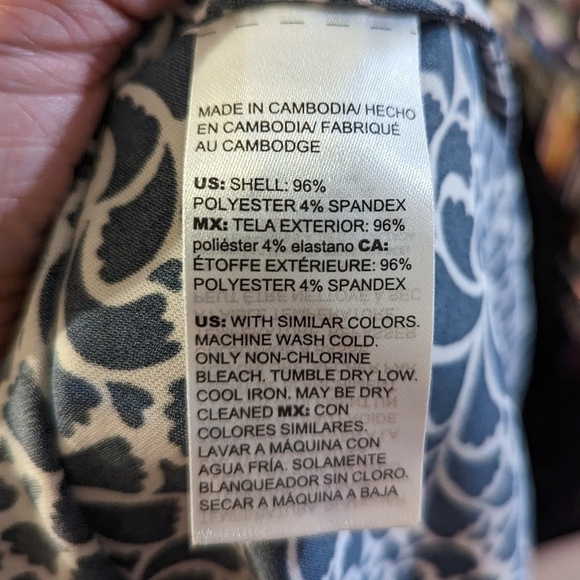 MADE IN CAMBODIA/ HECHO
EN CAMBODIA/ FABRIQUÉ
AU CAMBODGE
US: SHELL: 96%
POLYESTER 4% SPANDEX
MX: TELA EXTERIOR: 96%
poliéster 4% elastano CA:
ÉTOFFE EXTÉRIEURE: 96%
POLYESTER 4% SPANDEX
US: WITH SIMILAR COLORS.
MACHINE WASH COLD.
ONLY NON-CHLORINE
BLEACH. TUMBLE DRY LOW.
COOL IRON. MAY BE DRY
CLEANED MX: CON
COLORES SIMILARES.
LAVAR A MÁQUINA CON
AGUA FRÍA. SOLAMENTE
BLANQUEADOR SIN CLORO.
SECAR A MÁQUINA A BAJA